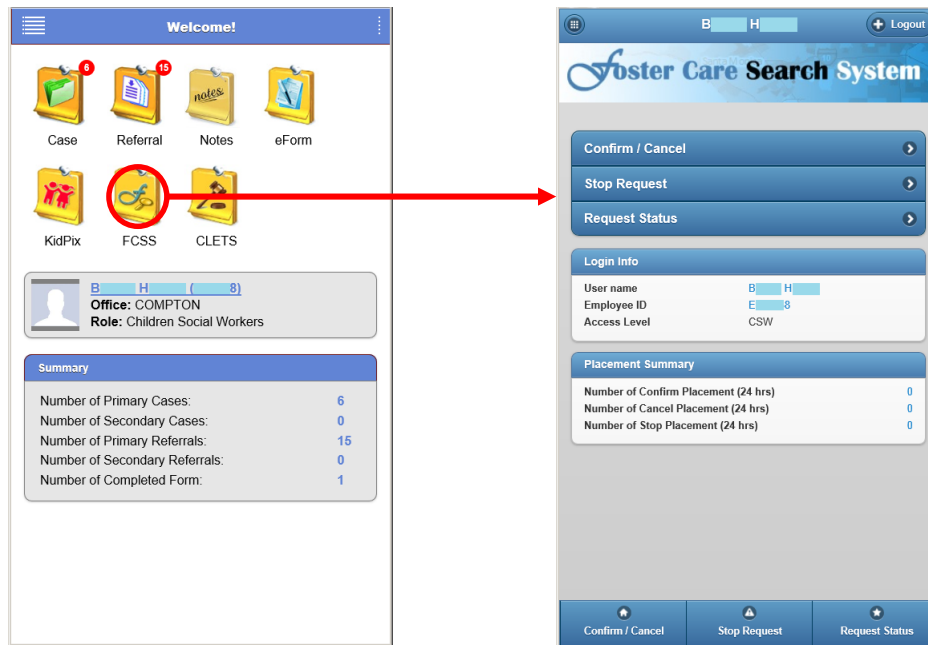 Welcome!
6
15
notes
Case
Referral
Notes
eForm
KidPix
FCSS
CLETS
B H ( 8)
Office: COMPTON
Role: Children Social Workers
Summary
Number of Primary Cases: 6
Number of Secondary Cases: 0
Number of Primary Referrals: 15
Number of Secondary Referrals: 0
Number of Completed Form: 1
B H
Logout
Foster Care Search System
Confirm / Cancel
Stop Request
Request Status
Login Info
User name B H
Employee ID E 8
Access Level CSW
Placement Summary
Number of Confirm Placement (24 hrs) 0
Number of Cancel Placement (24 hrs) 0
Number of Stop Placement (24 hrs) 0
Confirm / Cancel
Stop Request
Request Status